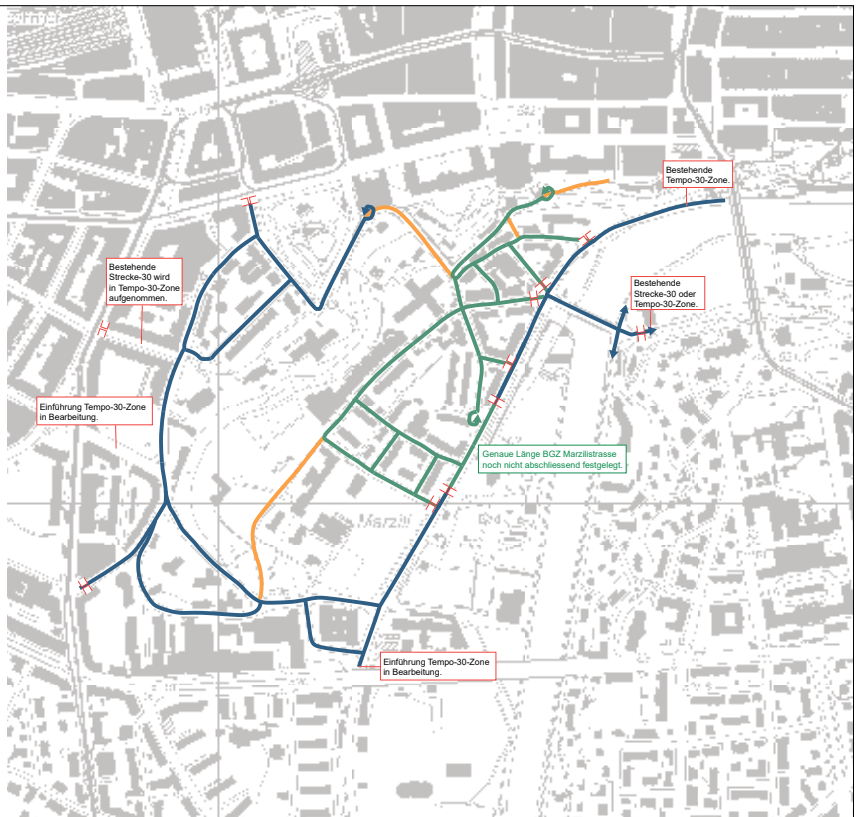 Bestehende
Tempo-30-Zone.
Bestehende
Strecke-30 wird
in Tempo-30-Zone
aufgenommen.
Bestehende
Strecke-30 oder
Tempo-30-Zone.
Einführung Tempo-30-Zone
in Bearbeitung.
Genaue Länge BGZ Marzilistrasse
noch nicht abschliessend festgelegt.
Marzili
Einführung Tempo-30-Zone
in Bearbeitung.